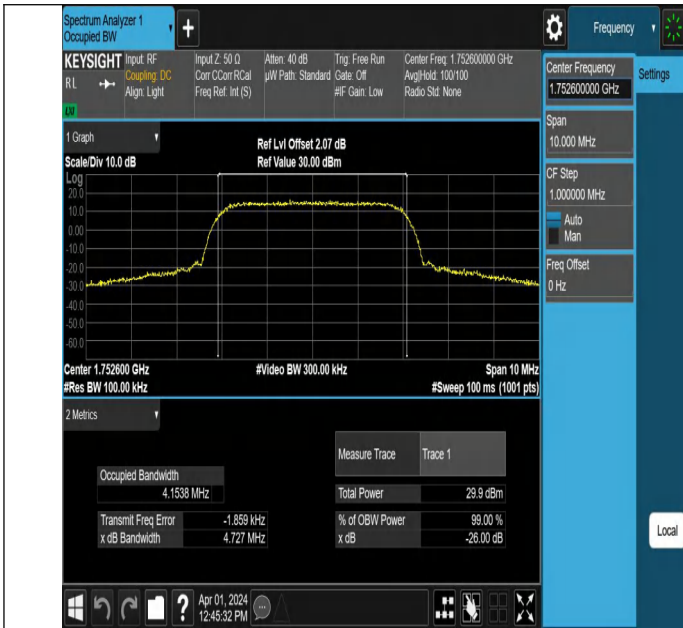 Spectrum Analyzer 1
Occupied BW
+
Frequency
KEYSIGHT
RL
LXI
Input: RF
Coupling: DC
Align: Light
Input Z: 50 Ω
Corr CCorr RCal
Freq Ref: Int (S)
Atten: 40 dB
µW Path: Standard
Trig: Free Run
Gate: Off
#IF Gain: Low
Center Freq: 1.752600000 GHz
Avg|Hold: 100/100
Radio Std: None
Center Frequency
1.752600000 GHz
Settings
Span
10.000 MHz
CF Step
1.000000 MHz
Auto
Man
Freq Offset
0 Hz
Local
1 Graph
Scale/Div 10.0 dB
Ref Lvl Offset 2.07 dB
Ref Value 30.00 dBm
Log
20.0
10.0
0.00
-10.0
-20.0
-30.0
-40.0
-50.0
-60.0
Center 1.752600 GHz
#Video BW 300.00 kHz
Span 10 MHz
#Res BW 100.00 kHz
#Sweep 100 ms (1001 pts)
2 Metrics
Measure Trace Trace 1
Occupied Bandwidth
4.1538 MHz
Total Power 29.9 dBm
Transmit Freq Error -1.859 kHz
% of OBW Power 99.00 %
x dB Bandwidth 4.727 MHz
x dB -26.00 dB
?
Apr 01, 2024
12:45:32 PM